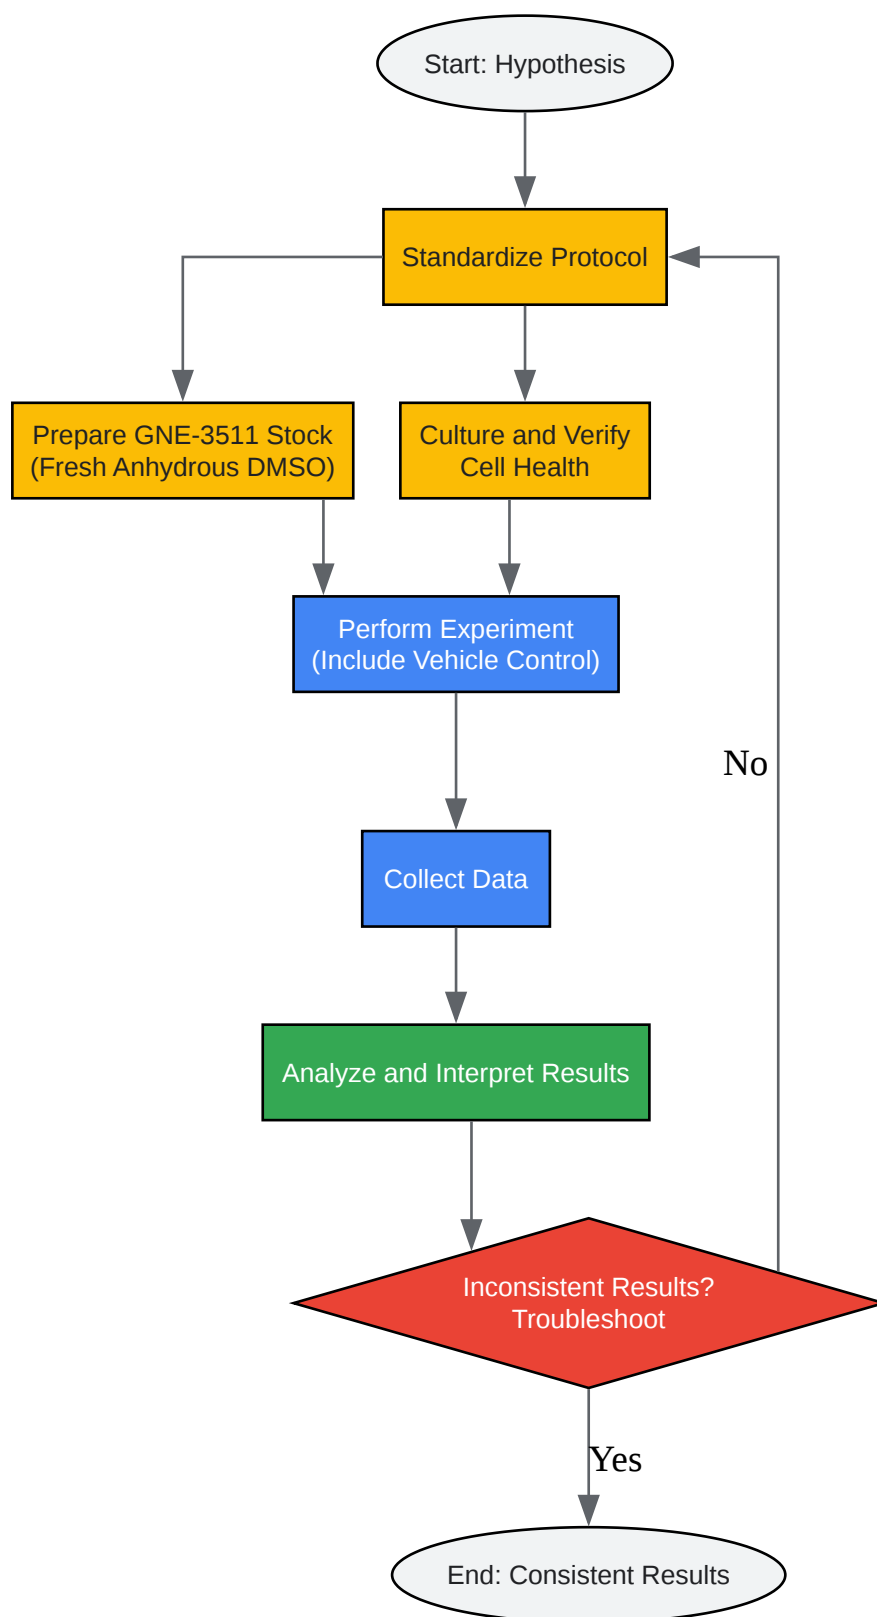 Start: Hypothesis
Standardize Protocol
Prepare GNE-3511 Stock
(Fresh Anhydrous DMSO)
Culture and Verify
Cell Health
Perform Experiment
(Include Vehicle Control)
No
Collect Data
Analyze and Interpret Results
Inconsistent Results?
Troubleshoot
Yes
End: Consistent Results